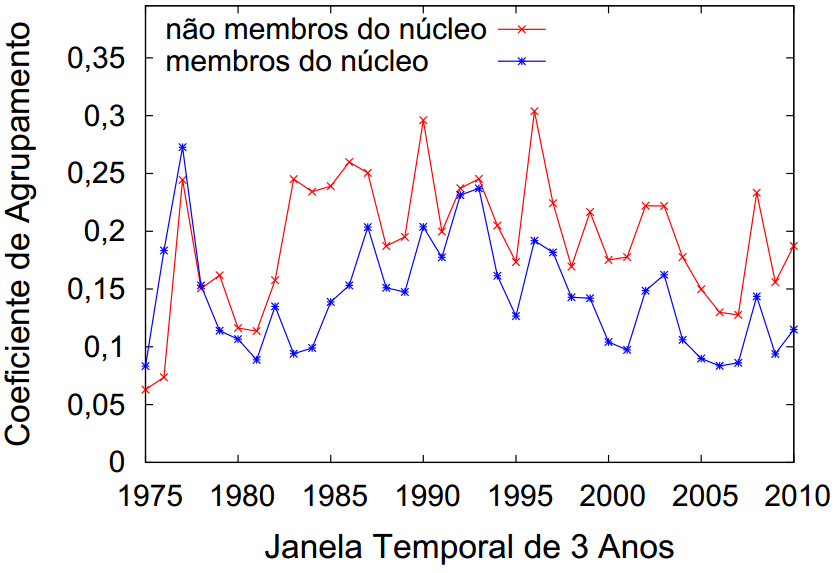 não membros do núcleo
membros do núcleo
Coeficiente de Agrupamento
0,35
0,3
0,25
0,2
0,15
0,1
0,05
0
1975 1980 1985 1990 1995 2000 2005 2010
Janela Temporal de 3 Anos